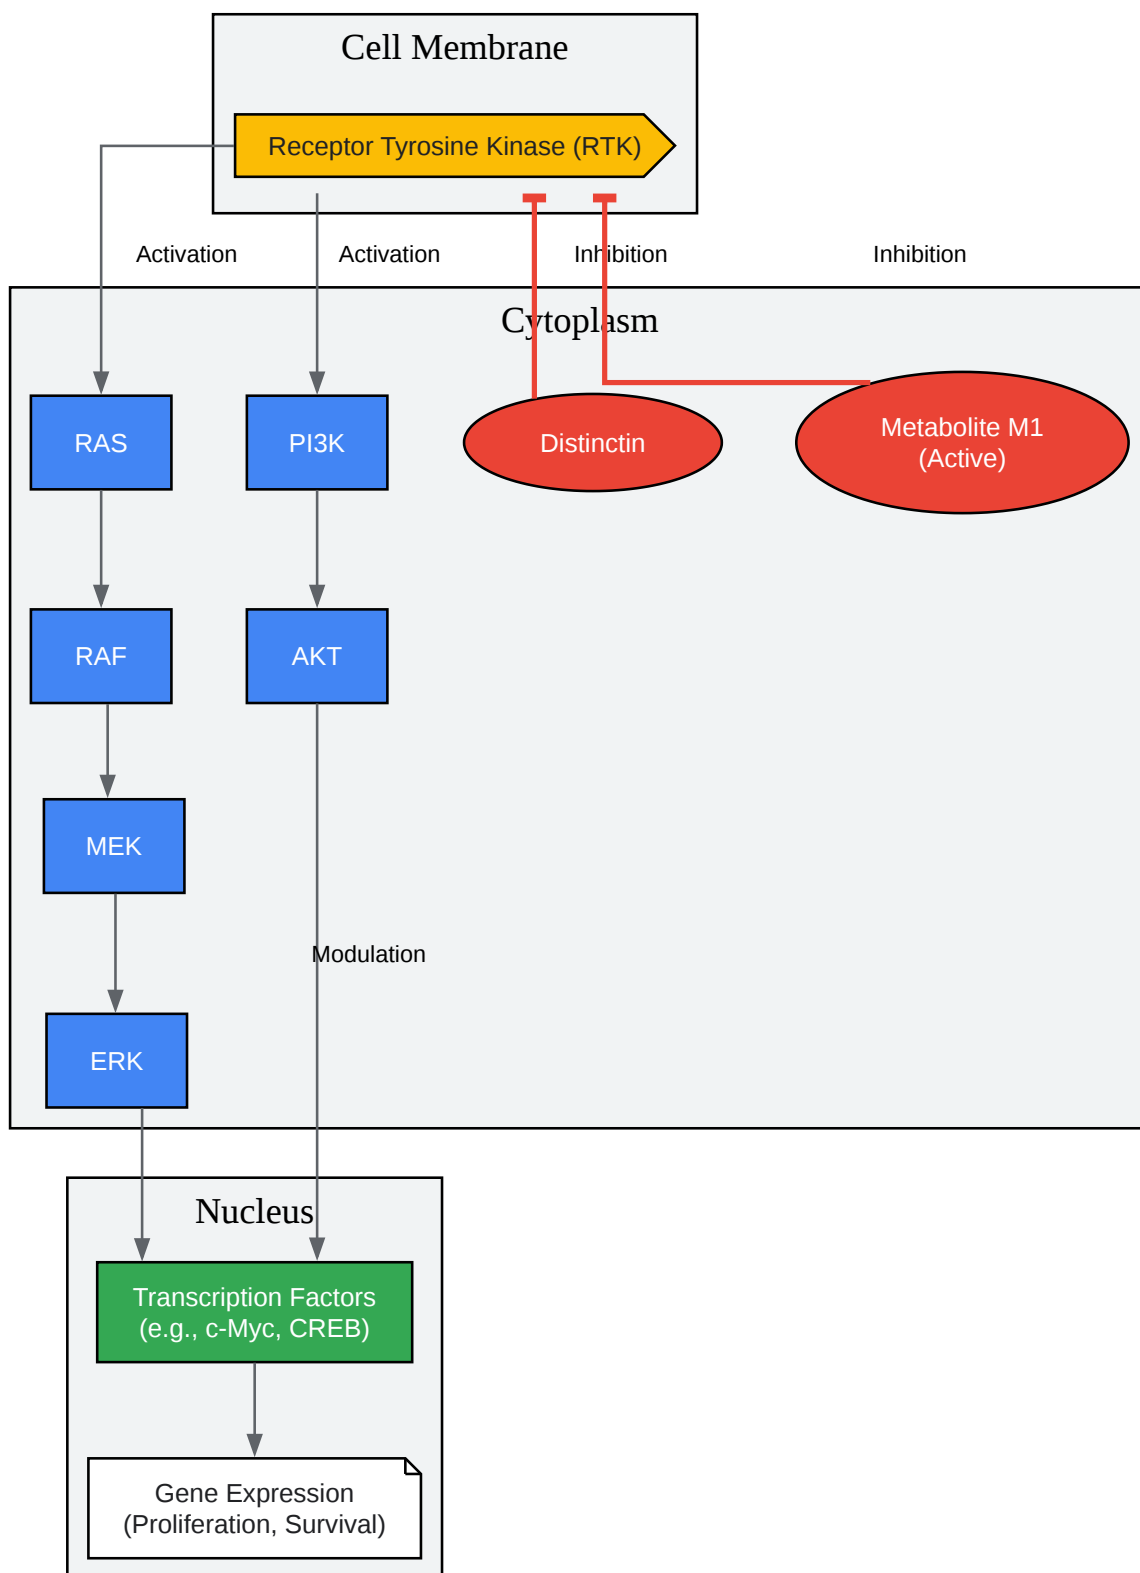 Cell Membrane
Receptor Tyrosine Kinase (RTK)
Activation
Activation
Inhibition
Inhibition
Cytoplasm
RAS
PI3K
Distinctin
Metabolite M1
(Active)
RAF
AKT
MEK
Modulation
ERK
Nucleus
Transcription Factors
(e.g., c-Myc, CREB)
Gene Expression
(Proliferation, Survival)